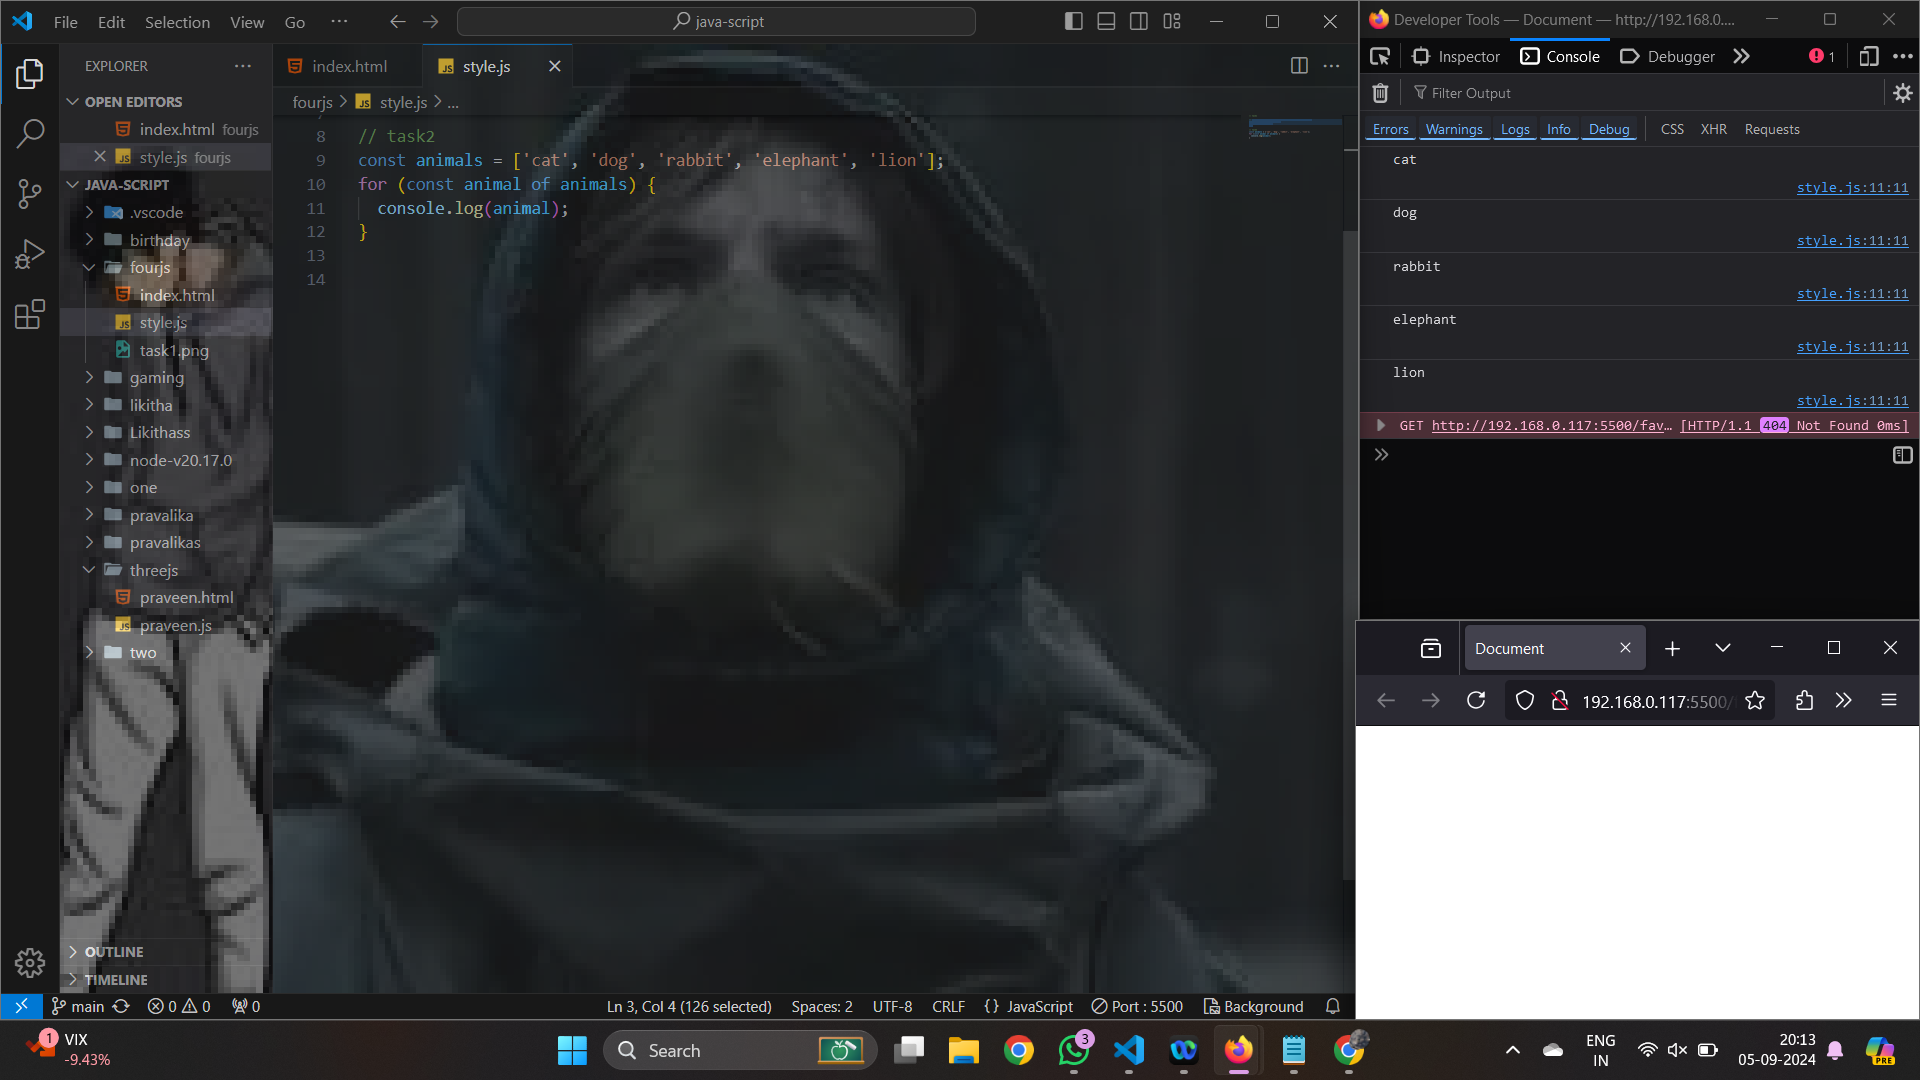 File Edit Selection View Go ···
java-script
EXPLORER
OPEN EDITORS
index.html fourjs
style.js fourjs
JAVA-SCRIPT
.vscode
birthday
fourjs
index.html
style.js
task1.png
gaming
likitha
Likithass
node-v20.17.0
one
pravalika
pravalikas
threejs
praveen.html
praveen.js
two
OUTLINE
TIMELINE
index.html
style.js
fourjs > style.js > ...
8 // task2
9 const animals = ['cat', 'dog', 'rabbit', 'elephant', 'lion'];
10 for (const animal of animals) {
11 console.log(animal);
12 }
13
14
main 0 0 0
Ln 3, Col 4 (126 selected) Spaces: 2 UTF-8 CRLF {} JavaScript Port : 5500 Background
Developer Tools — Document — http://192.168.0....
Inspector Console Debugger 1
Filter Output
Errors Warnings Logs Info Debug CSS XHR Requests
cat
style.js:11:11
dog
style.js:11:11
rabbit
style.js:11:11
elephant
style.js:11:11
lion
style.js:11:11
GET http://192.168.0.117:5500/fav… [HTTP/1.1 404 Not Found 0ms]
Document
192.168.0.117:5500/
1
VIX
-9.43%
Search
3
ENG
IN
20:13
05-09-2024
PRE